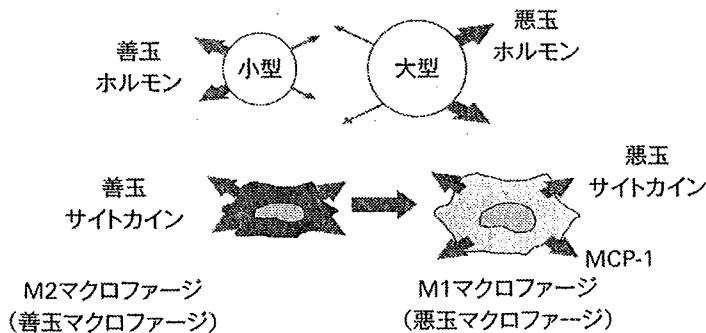 善玉
ホルモン
小型
大型
悪玉
ホルモン
善玉
サイトカイン
悪玉
サイトカイン
MCP-1
M2マクロファージ
（善玉マクロファージ）
M1マクロファージ
（悪玉マクロファージ）